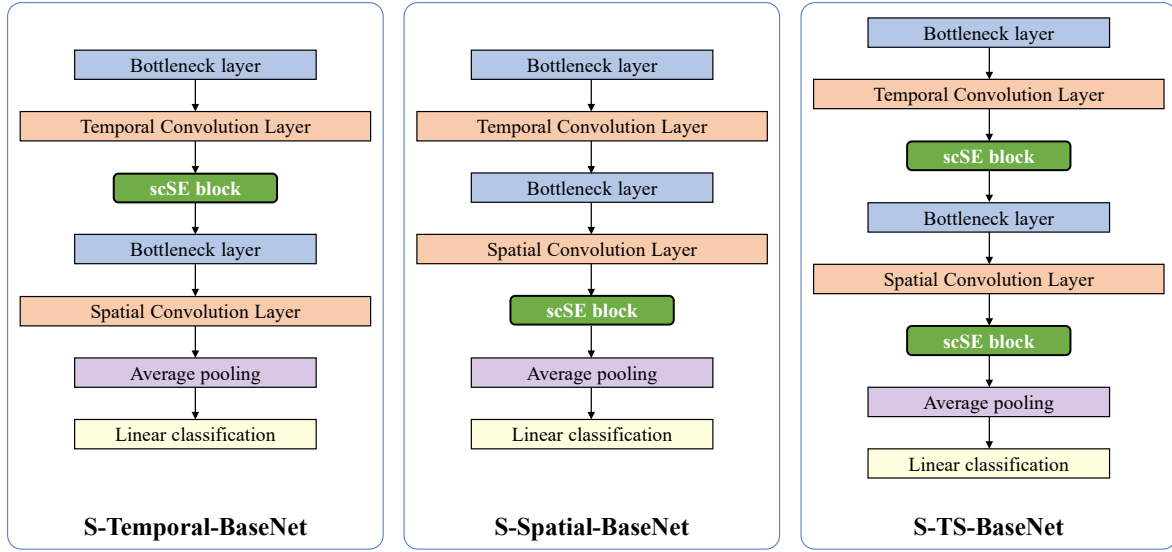 Bottleneck layer
Temporal Convolution Layer
scSE block
Bottleneck layer
Spatial Convolution Layer
Average pooling
Linear classification
S-Temporal-BaseNet
Bottleneck layer
Temporal Convolution Layer
Bottleneck layer
Spatial Convolution Layer
scSE block
Average pooling
Linear classification
S-Spatial-BaseNet
Bottleneck layer
Temporal Convolution Layer
scSE block
Bottleneck layer
Spatial Convolution Layer
scSE block
Average pooling
Linear classification
S-TS-BaseNet